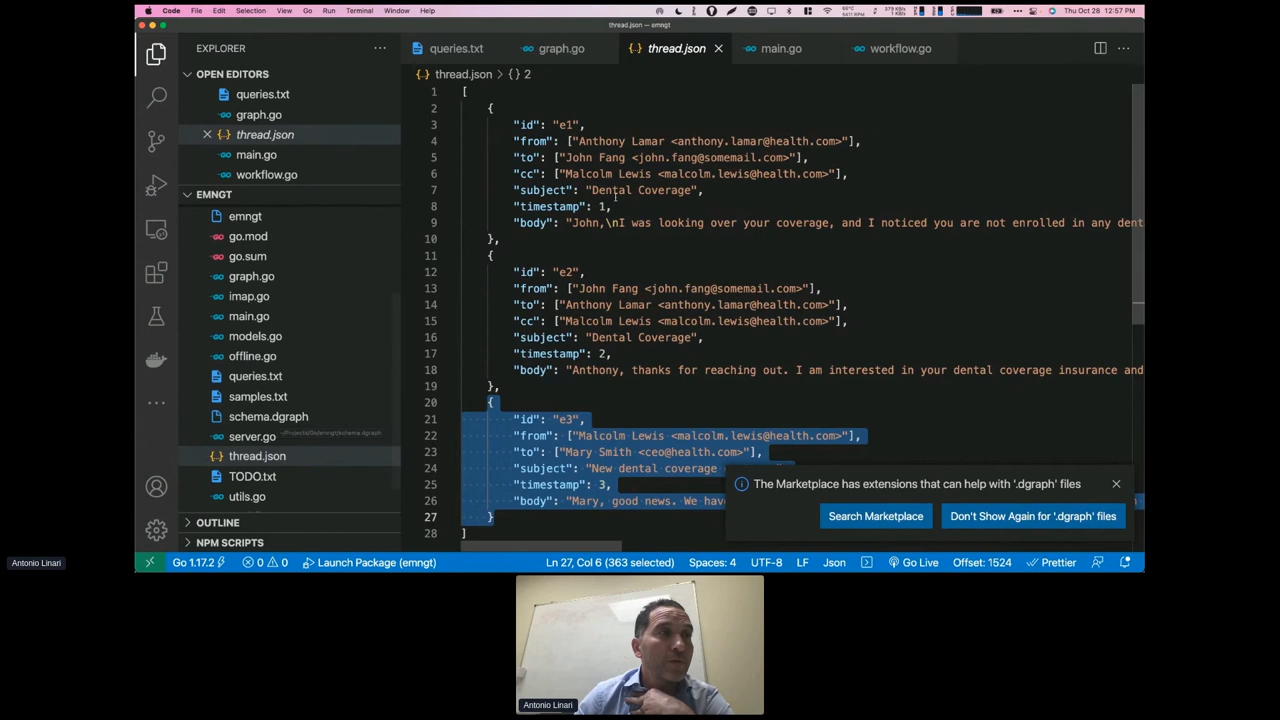 Code File Edit Selection View Go Run Terminal Window Help Thu Oct 28 12:57 PM
thread.json — emngt
EXPLORER
OPEN EDITORS
queries.txt
graph.go
thread.json
main.go
workflow.go
EMNGT
emngt
go.mod
go.sum
graph.go
imap.go
main.go
models.go
offline.go
queries.txt
samples.txt
schema.dgraph
server.go
~/Projects/Go/emngt/schema.dgraph
thread.json
TODO.txt
utils.go
OUTLINE
NPM SCRIPTS
queries.txt graph.go thread.json main.go workflow.go
thread.json > {} 2
1 [
2 {
3 "id": "e1",
4 "from": ["Anthony Lamar <anthony.lamar@health.com>"],
5 "to": ["John Fang <john.fang@somemail.com>"],
6 "cc": ["Malcolm Lewis <malcolm.lewis@health.com>"],
7 "subject": "Dental Coverage",
8 "timestamp": 1,
9 "body": "John,\nI was looking over your coverage, and I noticed you are not enrolled in any dent
10 },
11 {
12 "id": "e2",
13 "from": ["John Fang <john.fang@somemail.com>"],
14 "to": ["Anthony Lamar <anthony.lamar@health.com>"],
15 "cc": ["Malcolm Lewis <malcolm.lewis@health.com>"],
16 "subject": "Dental Coverage",
17 "timestamp": 2,
18 "body": "Anthony, thanks for reaching out. I am interested in your dental coverage insurance and
19 },
20 {
21 "id": "e3",
22 "from": ["Malcolm Lewis <malcolm.lewis@health.com>"],
23 "to": ["Mary Smith <ceo@health.com>"],
24 "subject": "New dental coverage
25 "timestamp": 3,
26 "body": "Mary, good news. We hav
27 }
28 ]
The Marketplace has extensions that can help with '.dgraph' files
Search Marketplace
Don't Show Again for '.dgraph' files
Go 1.17.2 0 0 Launch Package (emngt) Ln 27, Col 6 (363 selected) Spaces: 4 UTF-8 LF Json Go Live Offset: 1524 Prettier
Antonio Linari
Antonio Linari